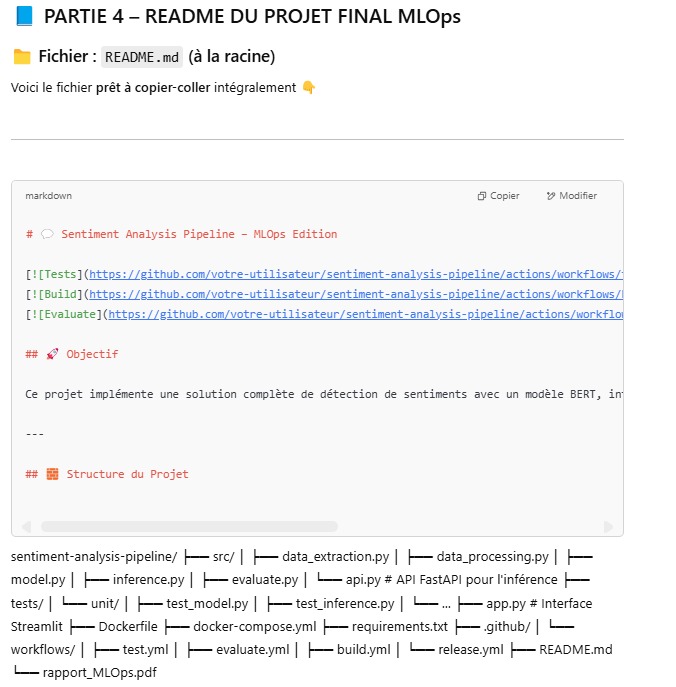 📘 PARTIE 4 – README DU PROJET FINAL MLOps
📁 Fichier : README.md (à la racine)
Voici le fichier prêt à copier-coller intégralement 👇
markdown
Copier
Modifier
# 💬 Sentiment Analysis Pipeline – MLOps Edition
[![Tests](https://github.com/votre-utilisateur/sentiment-analysis-pipeline/actions/workflows/
[![Build](https://github.com/votre-utilisateur/sentiment-analysis-pipeline/actions/workflows/
[![Evaluate](https://github.com/votre-utilisateur/sentiment-analysis-pipeline/actions/workflo
## 🚀 Objectif
Ce projet implémente une solution complète de détection de sentiments avec un modèle BERT, in
---
## 🧱 Structure du Projet
sentiment-analysis-pipeline/ ├── src/ │ ├── data_extraction.py │ ├── data_processing.py │ ├──
model.py │ ├── inference.py │ ├── evaluate.py │ └── api.py # API FastAPI pour l'inférence ├──
tests/ │ └── unit/ │ ├── test_model.py │ ├── test_inference.py │ └── ... ├── app.py # Interface
Streamlit ├── Dockerfile ├── docker-compose.yml ├── requirements.txt ├── .github/ │ └──
workflows/ │ ├── test.yml │ ├── evaluate.yml │ ├── build.yml │ └── release.yml ├── README.md
└── rapport_MLOps.pdf